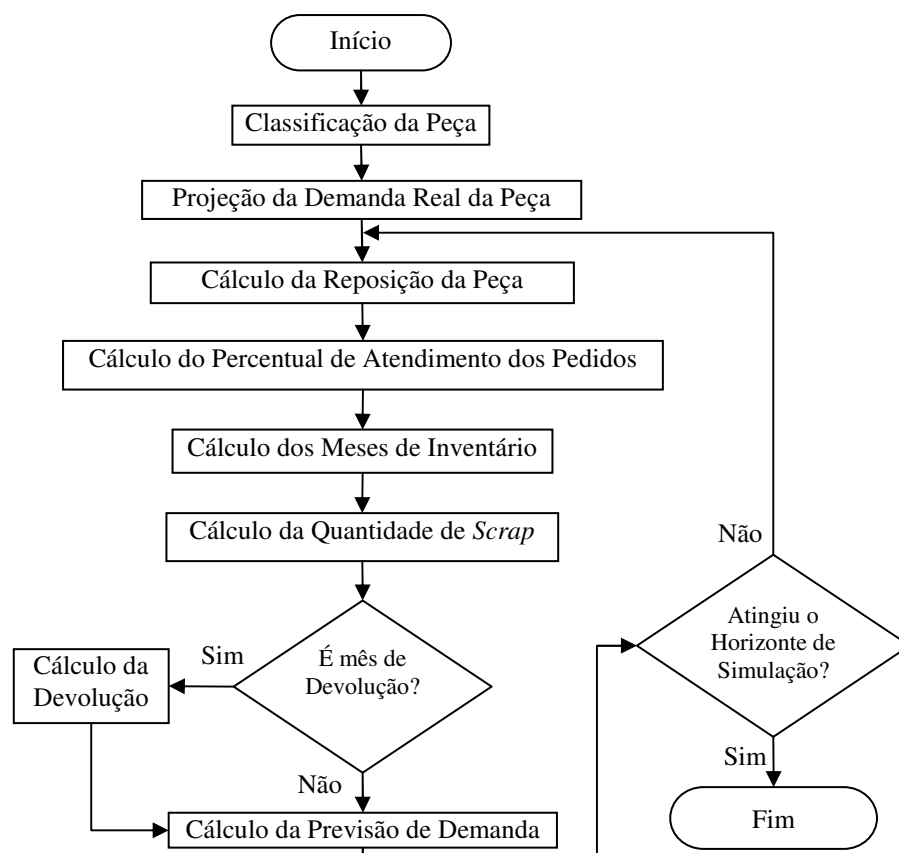 Início
Classificação da Peça
Projeção da Demanda Real da Peça
Cálculo da Reposição da Peça
Cálculo do Percentual de Atendimento dos Pedidos
Cálculo dos Meses de Inventário
Cálculo da Quantidade de Scrap
É mês de
Devolução?
Sim
Cálculo da
Devolução
Não
Cálculo da Previsão de Demanda
Não
Atingiu o
Horizonte de
Simulação?
Sim
Fim